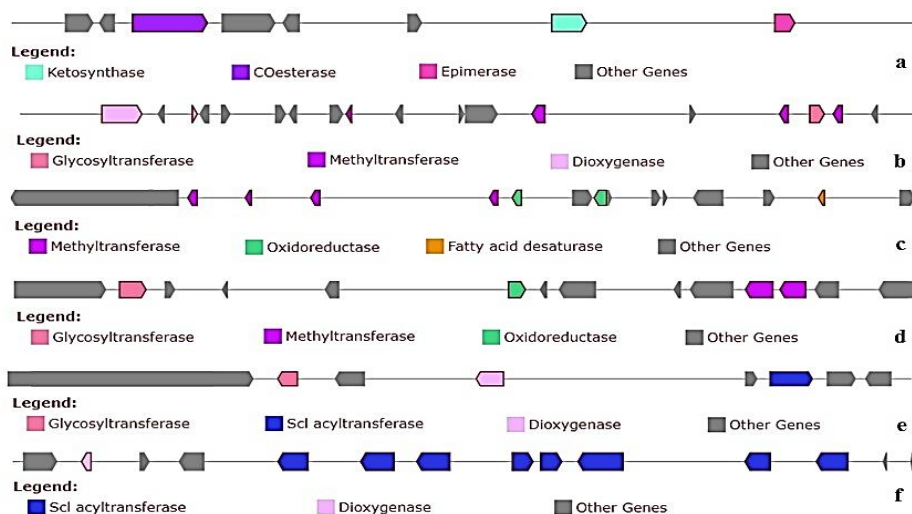 Legend:
Ketosynthase COesterase Epimerase Other Genes a
Legend:
Glycosyltransferase Methyltransferase Dioxygenase Other Genes b
Legend:
Methyltransferase Oxidoreductase Fatty acid desaturase Other Genes c
Legend:
Glycosyltransferase Methyltransferase Oxidoreductase Other Genes d
Legend:
Glycosyltransferase Scl acyltransferase Dioxygenase Other Genes e
Legend:
Scl acyltransferase Dioxygenase Other Genes f